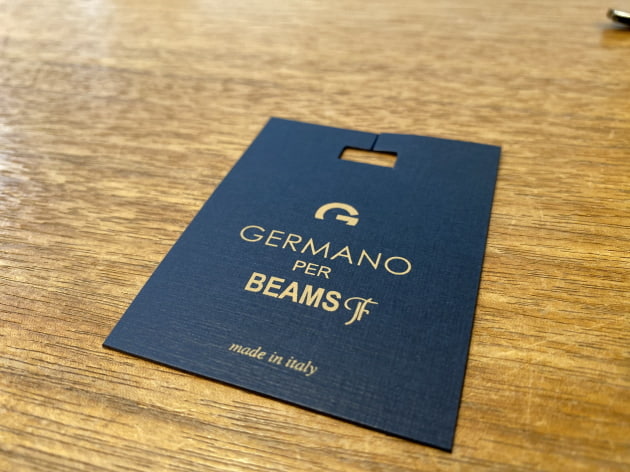 G
GERMANO
PER
BEAMS F
made in italy